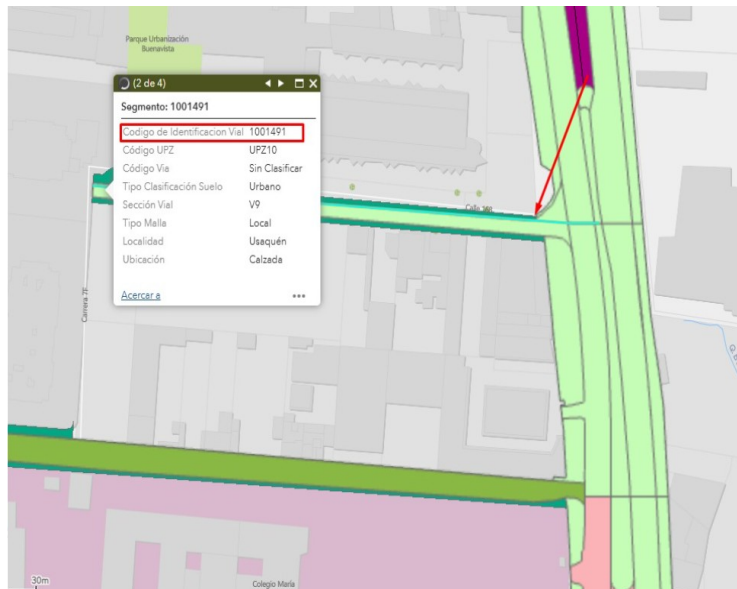 Parque Urbanización
Buenavista
(2 de 4)
Segmento: 1001491
Codigo de Identificacion Vial 1001491
Código UPZ UPZ10
Código Via Sin Clasificar
Tipo Clasificación Suelo Urbano
Sección Vial V9
Tipo Malla Local
Localidad Usaquén
Ubicación Calzada
Acercar a
Carrera 7F
30m
Colegio María